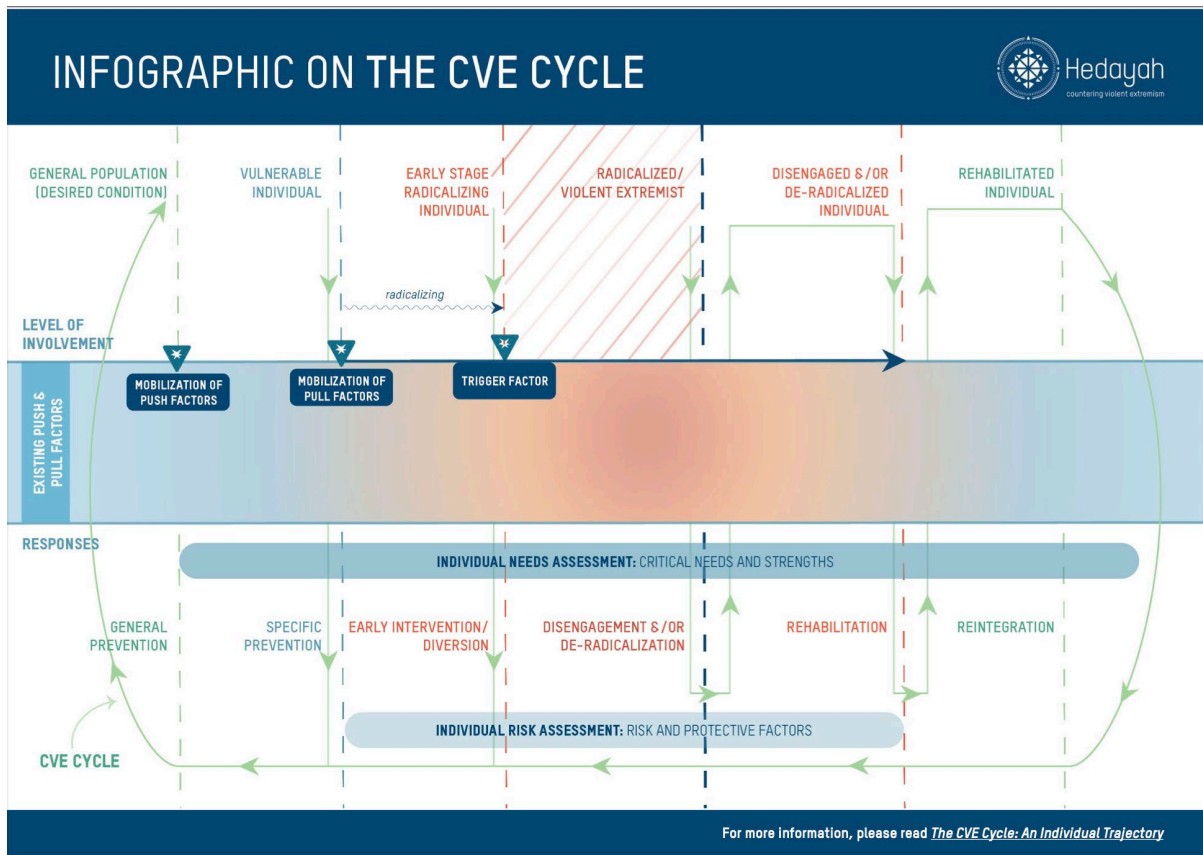 INFOGRAPHIC ON THE CVE CYCLE
Hedayah
countering violent extremism
GENERAL POPULATION
(DESIRED CONDITION)
VULNERABLE
INDIVIDUAL
EARLY STAGE
RADICALIZING
INDIVIDUAL
RADICALIZED/
VIOLENT EXTREMIST
DISENGAGED &/OR
DE-RADICALIZED
INDIVIDUAL
REHABILITATED
INDIVIDUAL
radicalizing
LEVEL OF
INVOLVEMENT
MOBILIZATION OF
PUSH FACTORS
MOBILIZATION OF
PULL FACTORS
TRIGGER FACTOR
EXISTING PUSH &
PULL FACTORS
RESPONSES
INDIVIDUAL NEEDS ASSESSMENT: CRITICAL NEEDS AND STRENGTHS
GENERAL
PREVENTION
SPECIFIC
PREVENTION
EARLY INTERVENTION/
DIVERSION
DISENGAGEMENT &/OR
DE-RADICALIZATION
REHABILITATION
REINTEGRATION
INDIVIDUAL RISK ASSESSMENT: RISK AND PROTECTIVE FACTORS
CVE CYCLE
For more information, please read The CVE Cycle: An Individual Trajectory